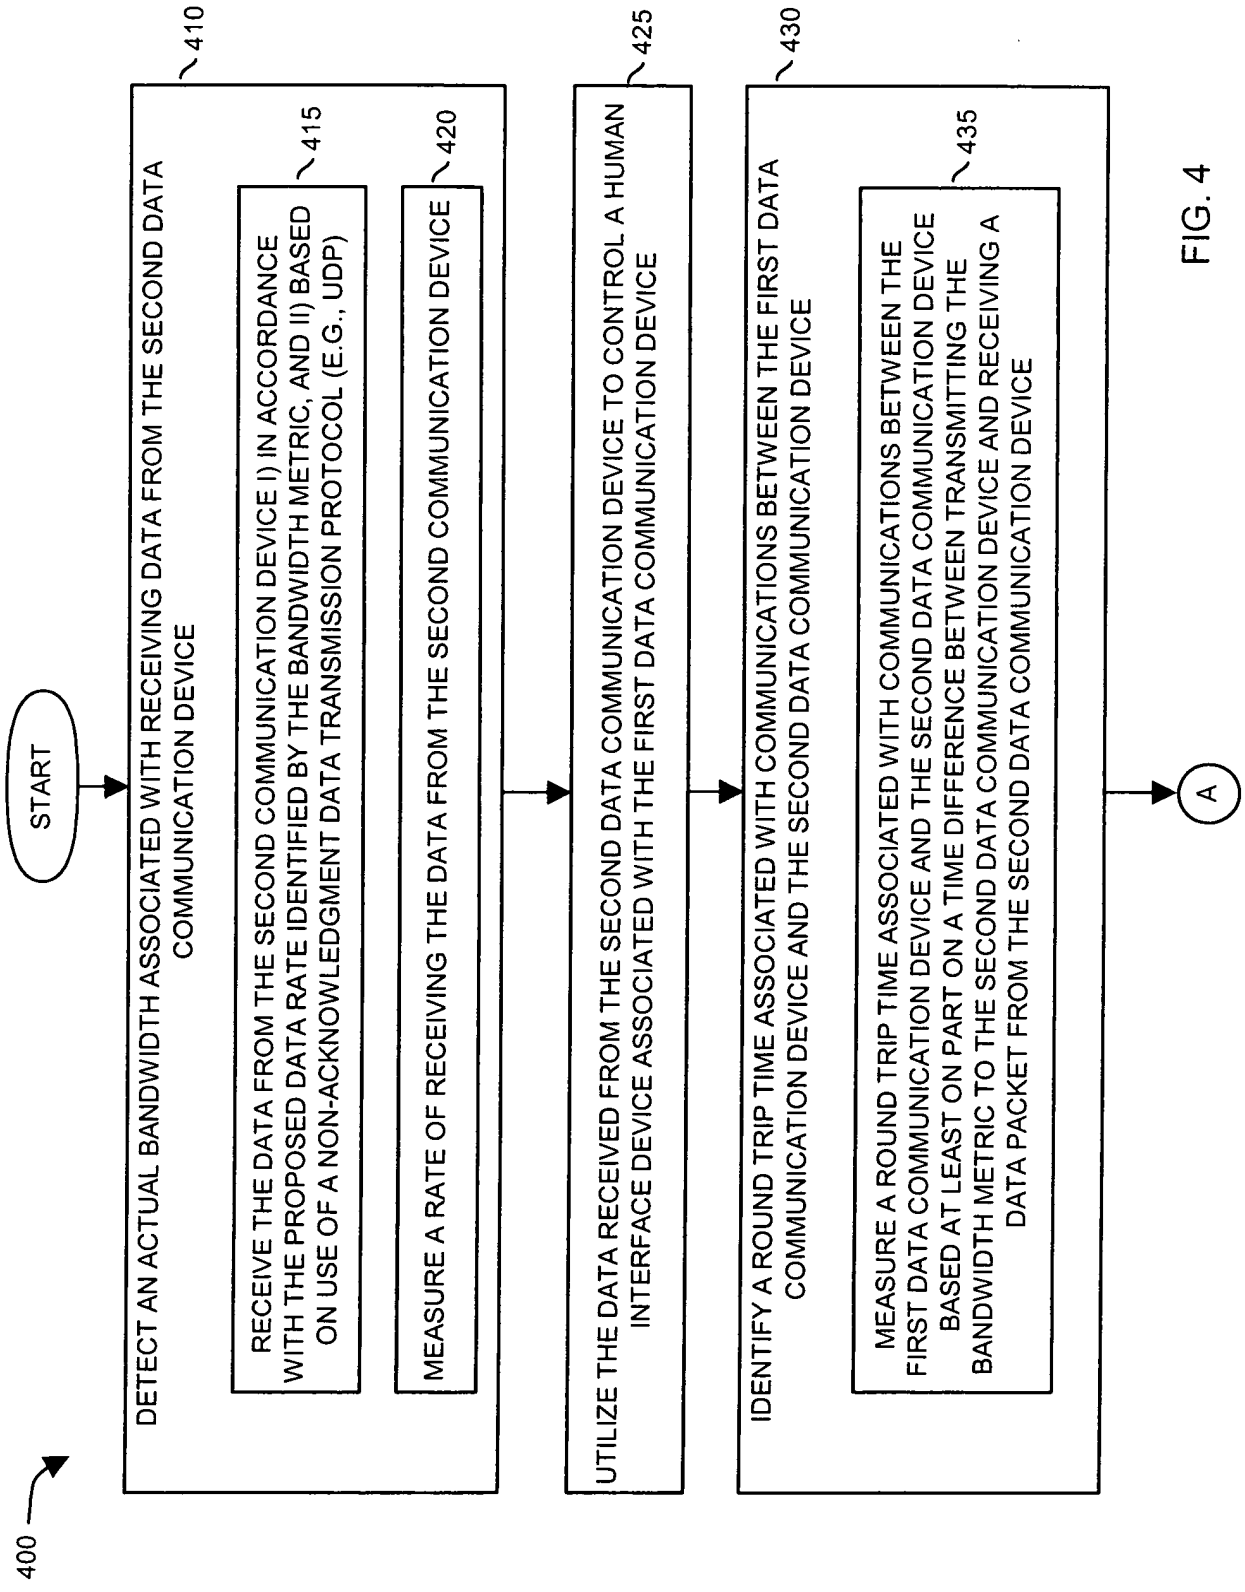 400
START
DETECT AN ACTUAL BANDWIDTH ASSOCIATED WITH RECEIVING DATA FROM THE SECOND DATA
COMMUNICATION DEVICE
410
RECEIVE THE DATA FROM THE SECOND COMMUNICATION DEVICE I) IN ACCORDANCE
WITH THE PROPOSED DATA RATE IDENTIFIED BY THE BANDWIDTH METRIC, AND II) BASED
ON USE OF A NON-ACKNOWLEDGMENT DATA TRANSMISSION PROTOCOL (E.G., UDP)
415
MEASURE A RATE OF RECEIVING THE DATA FROM THE SECOND COMMUNICATION DEVICE
420
UTILIZE THE DATA RECEIVED FROM THE SECOND DATA COMMUNICATION DEVICE TO CONTROL A HUMAN
INTERFACE DEVICE ASSOCIATED WITH THE FIRST DATA COMMUNICATION DEVICE
425
IDENTIFY A ROUND TRIP TIME ASSOCIATED WITH COMMUNICATIONS BETWEEN THE FIRST DATA
COMMUNICATION DEVICE AND THE SECOND DATA COMMUNICATION DEVICE
430
MEASURE A ROUND TRIP TIME ASSOCIATED WITH COMMUNICATIONS BETWEEN THE
FIRST DATA COMMUNICATION DEVICE AND THE SECOND DATA COMMUNICATION DEVICE
BASED AT LEAST ON PART ON A TIME DIFFERENCE BETWEEN TRANSMITTING THE
BANDWIDTH METRIC TO THE SECOND DATA COMMUNICATION DEVICE AND RECEIVING A
DATA PACKET FROM THE SECOND DATA COMMUNICATION DEVICE
435
A
FIG. 4